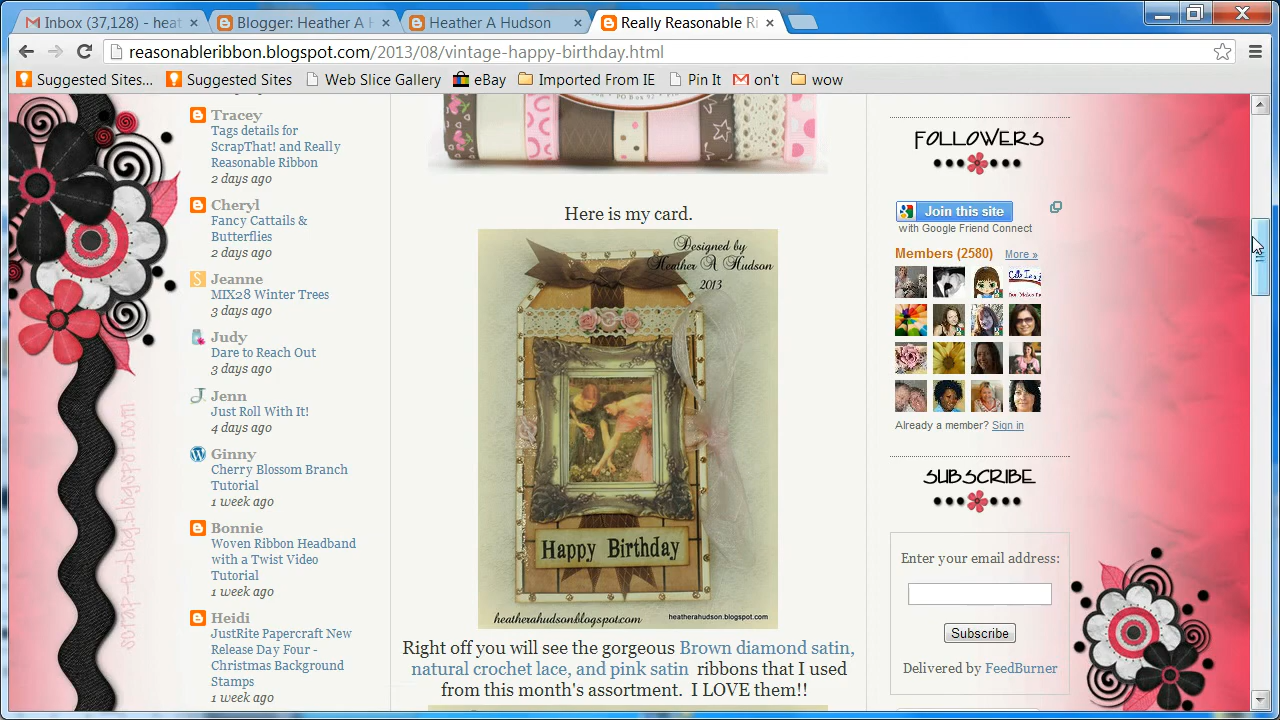 Inbox (37,128) - heat
Blogger: Heather A H
Heather A Hudson
Really Reasonable Ri
reasonableribbon.blogspot.com/2013/08/vintage-happy-birthday.html
Suggested Sites...
Suggested Sites
Web Slice Gallery
eBay
Imported From IE
Pin It
on't
wow
Tracey
Tags details for
ScrapThat! and Really
Reasonable Ribbon
2 days ago
Cheryl
Fancy Cattails &
Butterflies
2 days ago
Jeanne
MIX28 Winter Trees
3 days ago
Judy
Dare to Reach Out
3 days ago
Jenn
Just Roll With It!
4 days ago
Ginny
Cherry Blossom Branch
Tutorial
1 week ago
Bonnie
Woven Ribbon Headband
with a Twist Video
Tutorial
1 week ago
Heidi
JustRite Papercraft New
Release Day Four -
Christmas Background
Stamps
1 week ago
scrap-e-blog.blogspot.com
Here is my card.
Designed by
Heather A Hudson
2013
Happy Birthday
heatherahudsonblogspot.com
heatherahudson.blogspot.com
Right off you will see the gorgeous Brown diamond satin,
natural crochet lace, and pink satin ribbons that I used
from this month's assortment. I LOVE them!!
FOLLOWERS
Join this site
with Google Friend Connect
Members (2580) More »
Already a member? Sign in
SUBSCRIBE
Enter your email address:
Subscribe
Delivered by FeedBurner